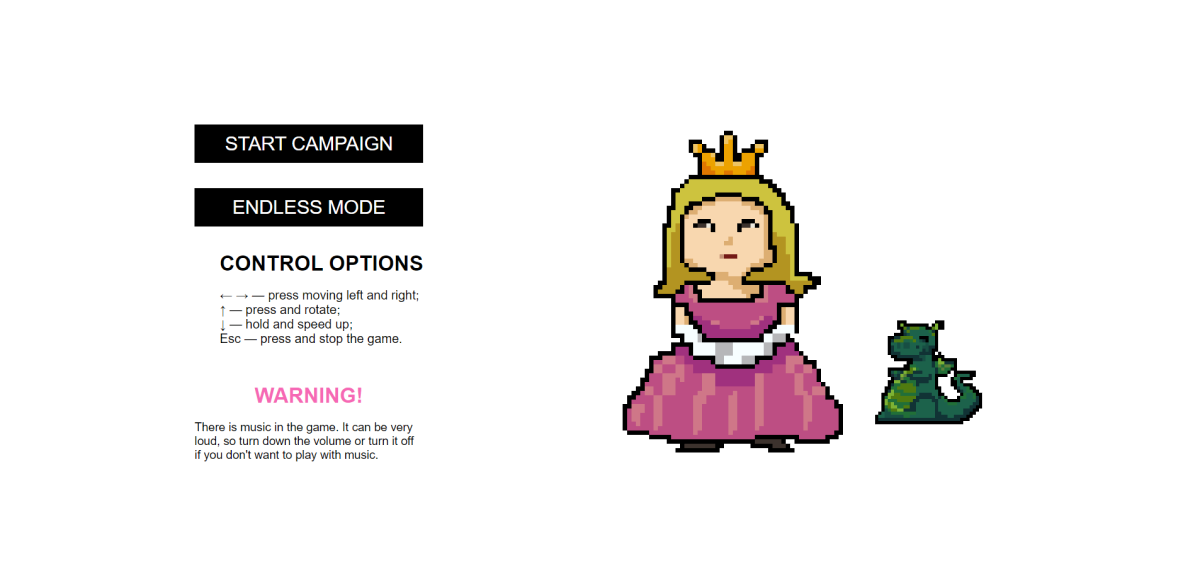 START CAMPAIGN
ENDLESS MODE
CONTROL OPTIONS
← → — press moving left and right;
↑ — press and rotate;
↓ — hold and speed up;
Esc — press and stop the game.
WARNING!
There is music in the game. It can be very
loud, so turn down the volume or turn it off
if you don't want to play with music.